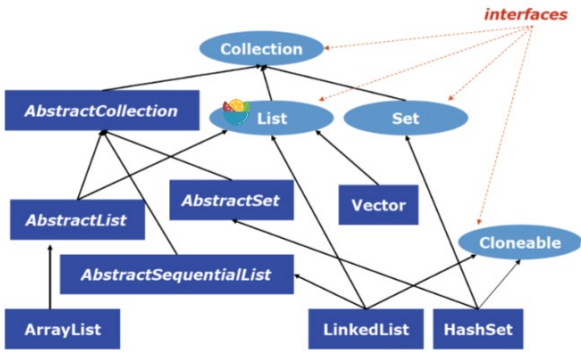 interfaces
Collection
AbstractCollection
List
Set
AbstractList
AbstractSet
Vector
Cloneable
AbstractSequentialList
ArrayList
LinkedList
HashSet